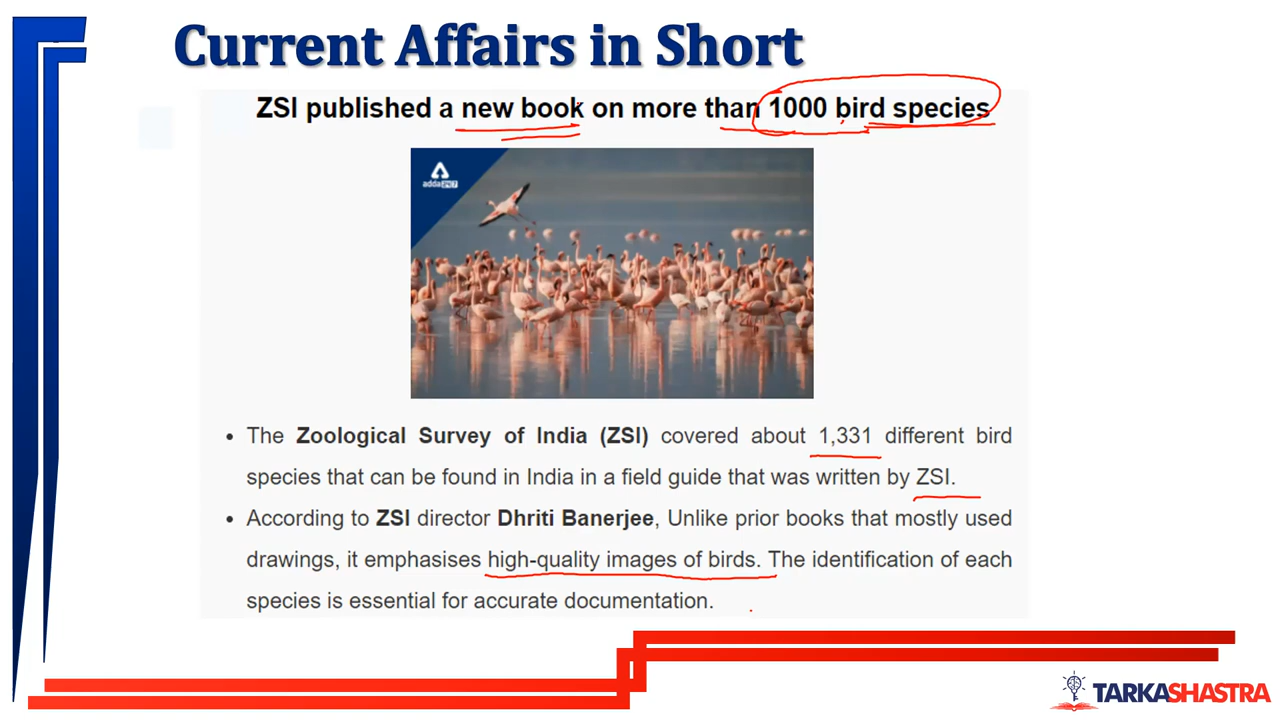 Current Affairs in Short
ZSI published a new book on more than 1000 bird species
adda247
• The Zoological Survey of India (ZSI) covered about 1,331 different bird
species that can be found in India in a field guide that was written by ZSI.
• According to ZSI director Dhriti Banerjee, Unlike prior books that mostly used
drawings, it emphasises high-quality images of birds. The identification of each
species is essential for accurate documentation.
TARKASHASTRA